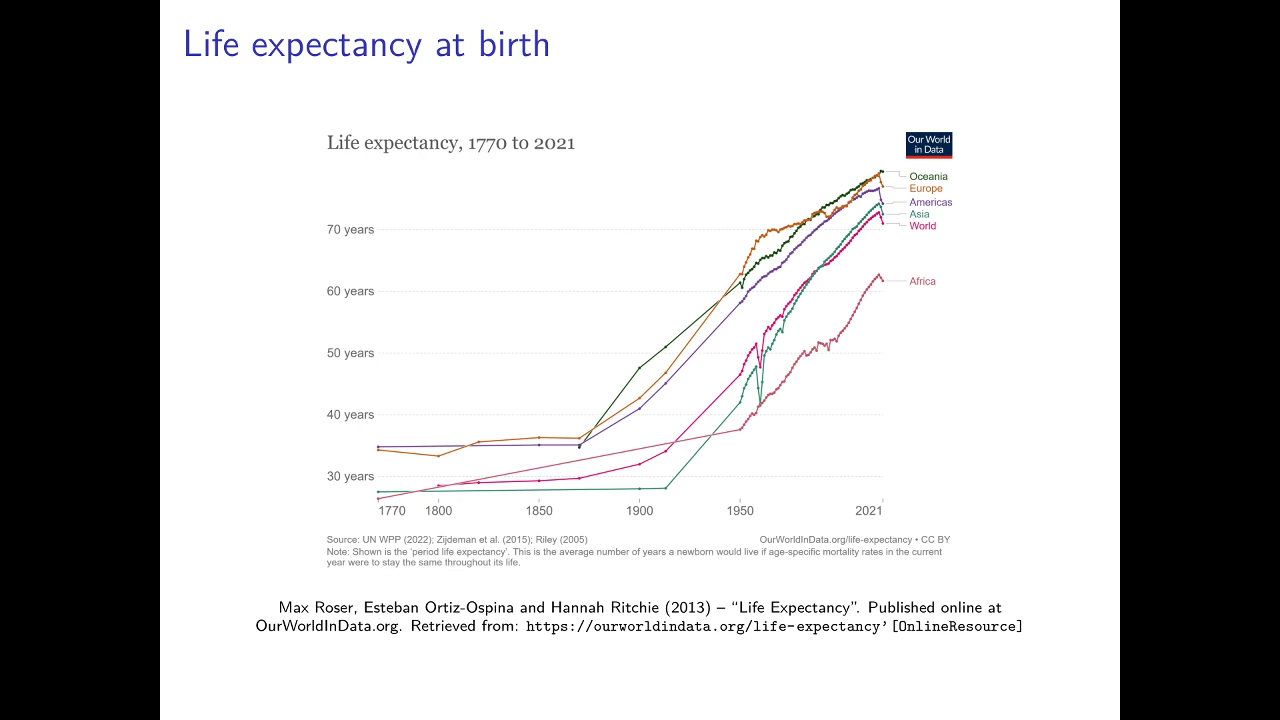 Life expectancy at birth
Life expectancy, 1770 to 2021
Our World
in Data
Oceania
Europe
Americas
Asia
World
Africa
70 years
60 years
50 years
40 years
30 years
1770 1800 1850 1900 1950 2021
Source: UN WPP (2022); Zijdeman et al. (2015); Riley (2005) OurWorldInData.org/life-expectancy • CC BY
Note: Shown is the 'period life expectancy'. This is the average number of years a newborn would live if age-specific mortality rates in the current
year were to stay the same throughout its life.
Max Roser, Esteban Ortiz-Ospina and Hannah Ritchie (2013) – “Life Expectancy”. Published online at
OurWorldInData.org. Retrieved from: https://ourworldindata.org/life-expectancy’ [OnlineResource]